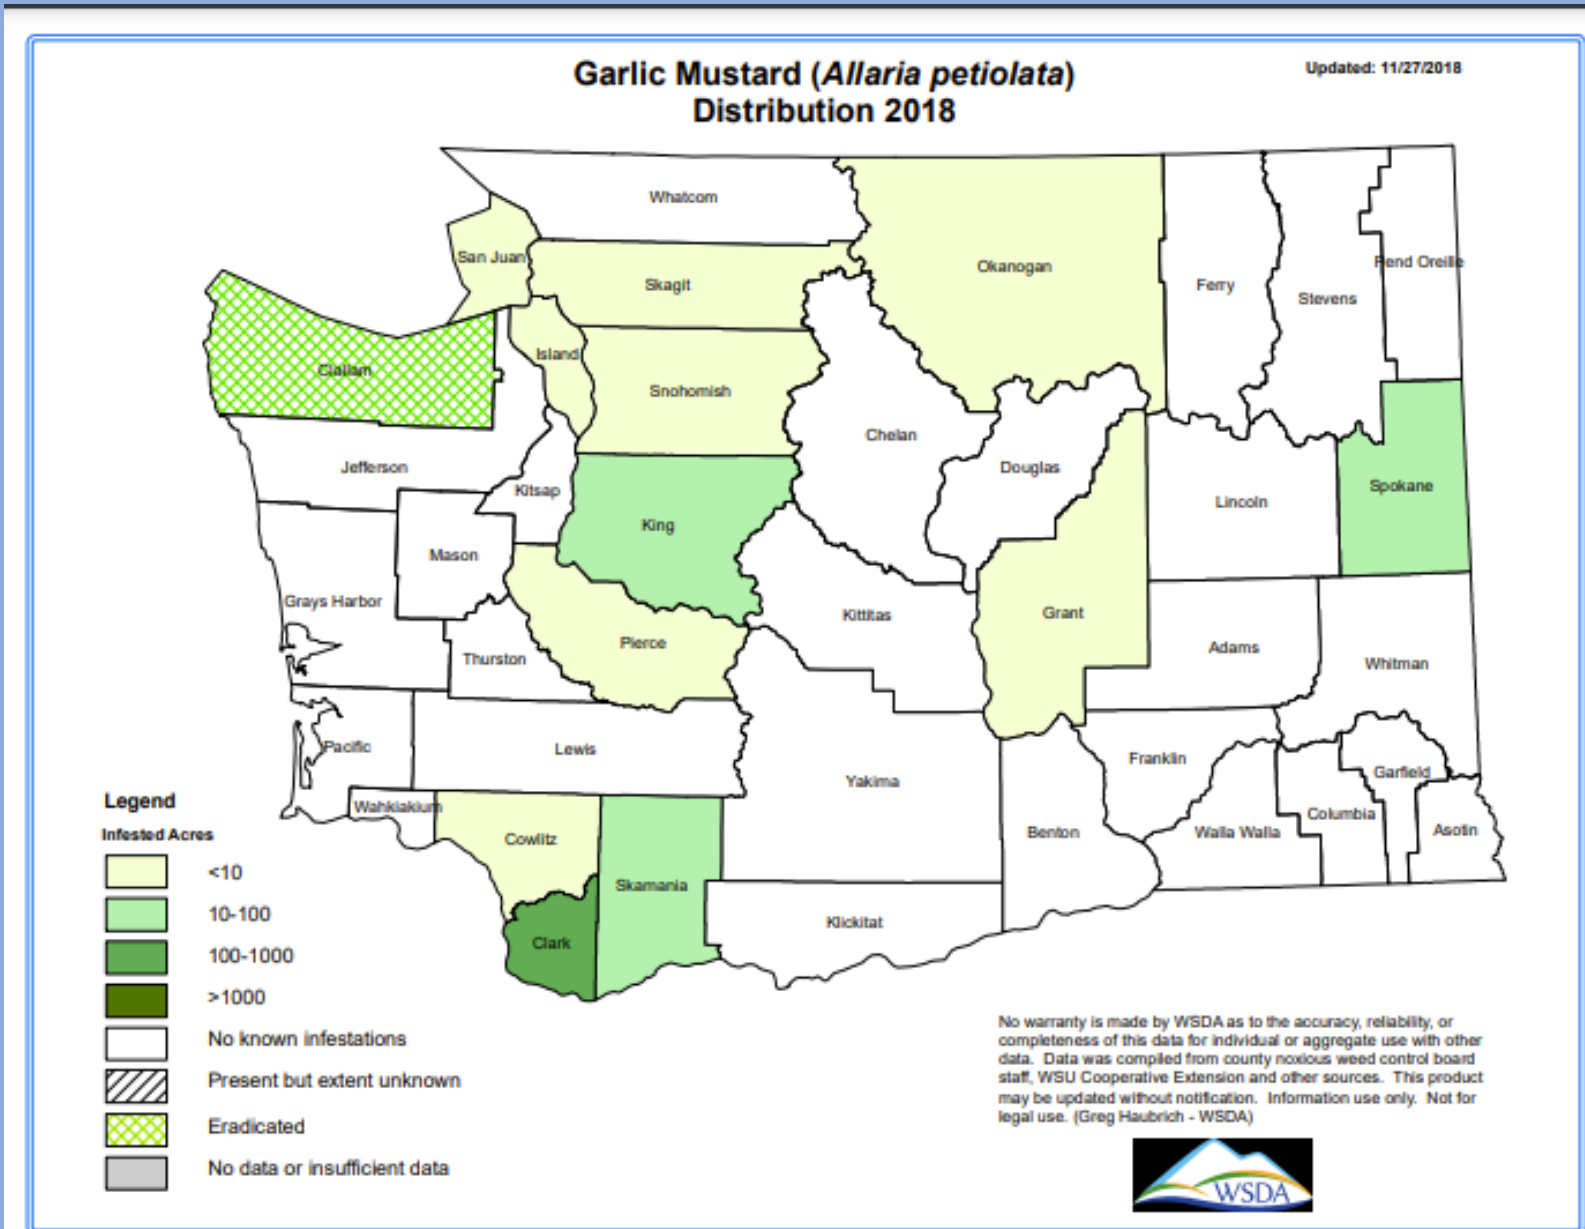 Garlic Mustard (Allaria petiolata)
Distribution 2018
Updated: 11/27/2018
Whatcom
San Juan
Skagit
Okanogan
Ferry
Stevens
Pend Oreille
Clallam
Island
Snohomish
Chelan
Douglas
Jefferson
Kitsap
King
Lincoln
Spokane
Mason
Grays Harbor
Thurston
Pierce
Kittitas
Grant
Adams
Whitman
Pacific
Lewis
Yakima
Franklin
Garfield
Wahkiakium
Cowlitz
Skamania
Benton
Walla Walla
Columbia
Asotin
Clark
Klickitat
Legend
Infested Acres
<10
10-100
100-1000
>1000
No known infestations
Present but extent unknown
Eradicated
No data or insufficient data
No warranty is made by WSDA as to the accuracy, reliability, or
completeness of this data for individual or aggregate use with other
data. Data was compiled from county noxious weed control board
staff, WSU Cooperative Extension and other sources. This product
may be updated without notification. Information use only. Not for
legal use. (Greg Haubrich - WSDA)
WSDA